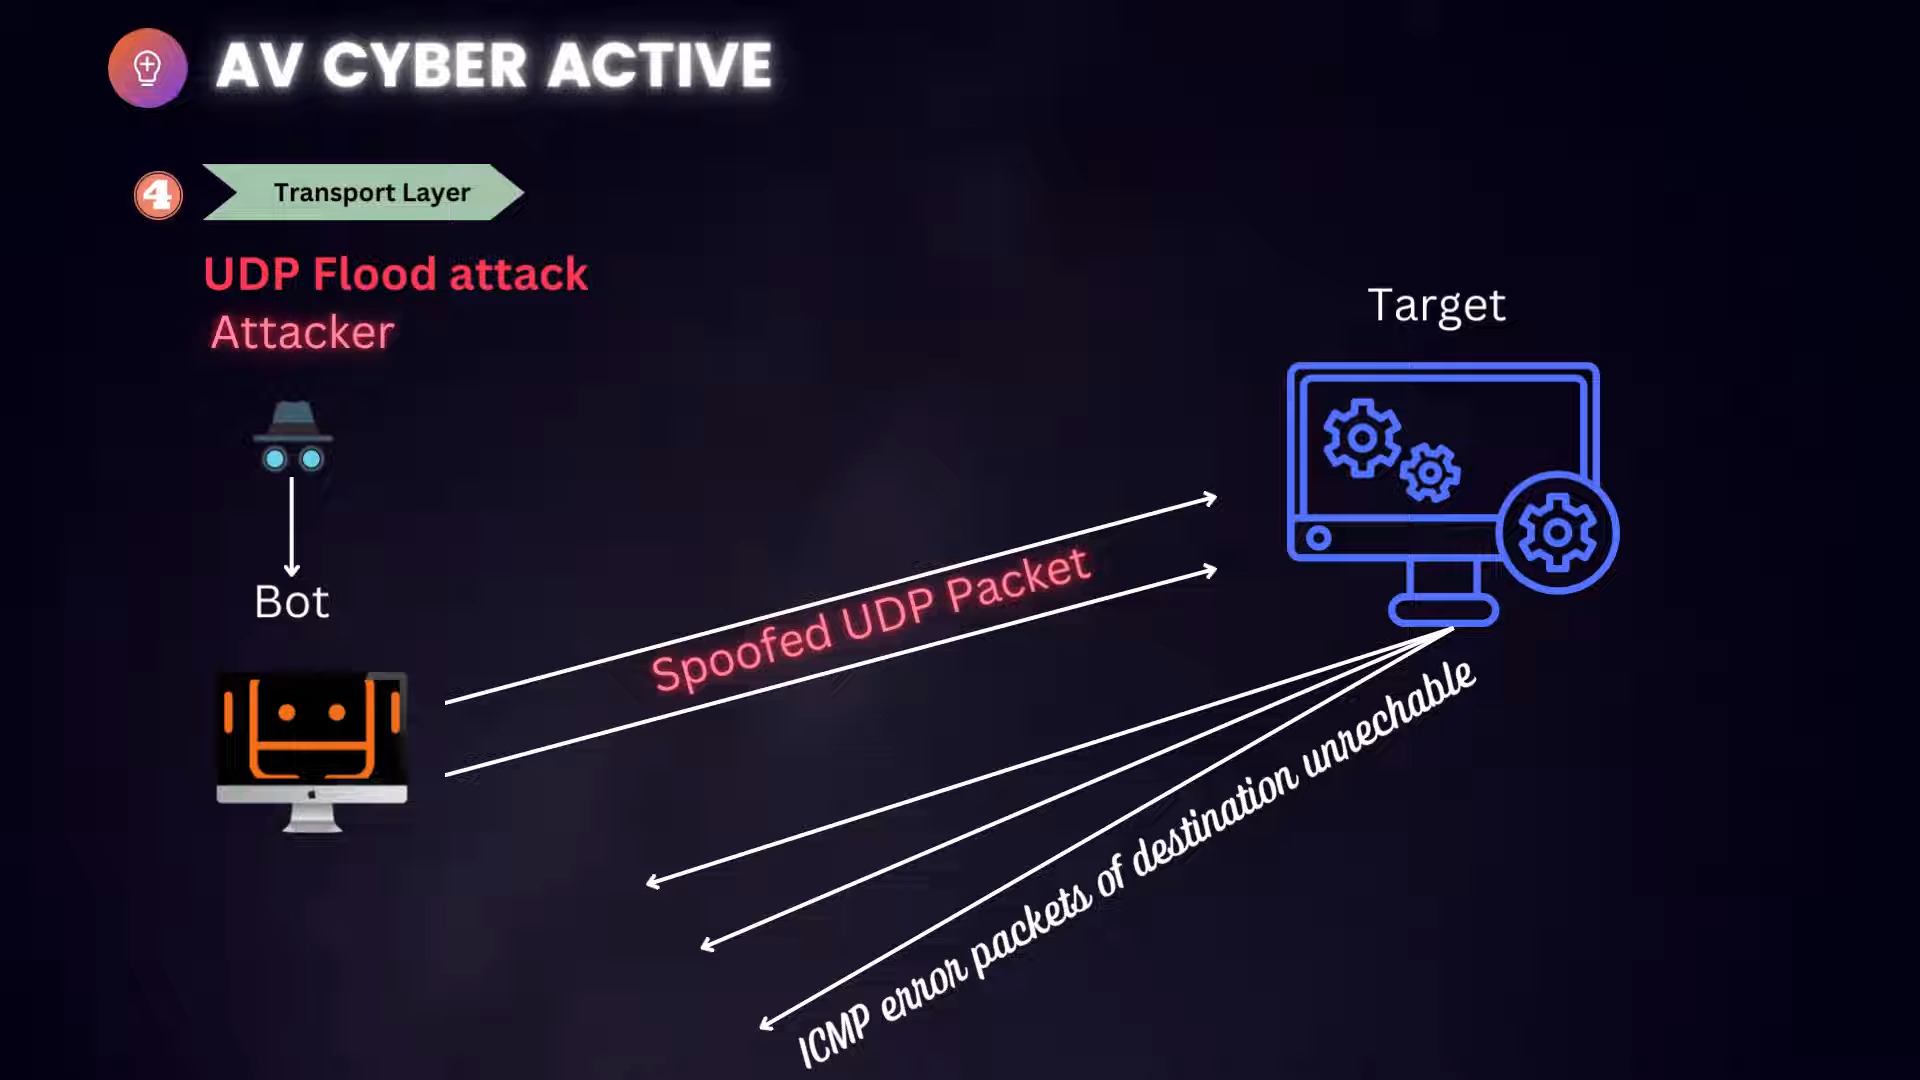 AV CYBER ACTIVE
4
Transport Layer
UDP Flood attack
Attacker
Target
Bot
Spoofed UDP Packet
ICMP error packets of destination unrechable